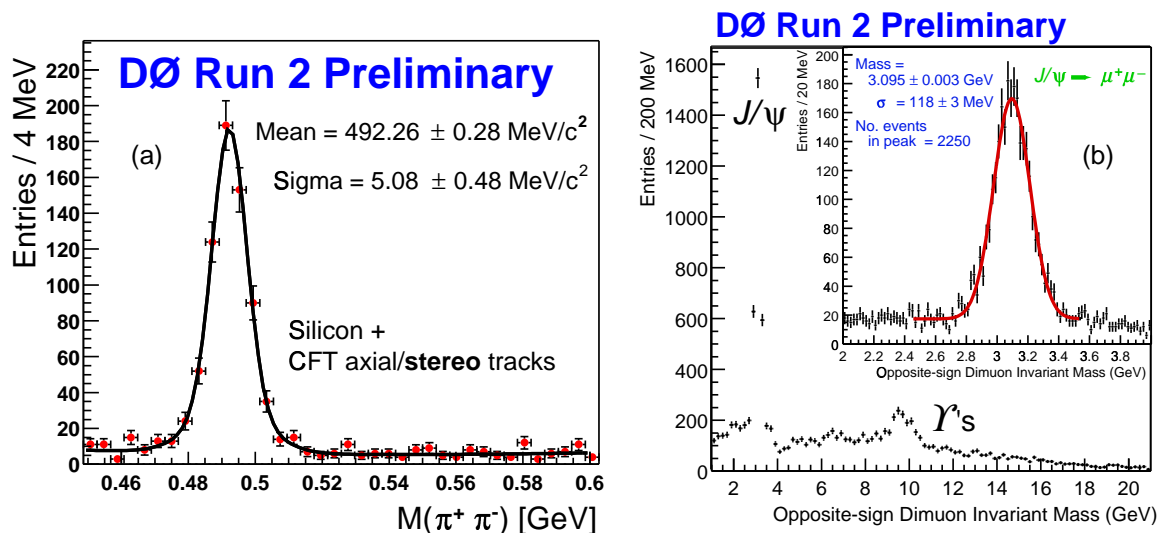 DØ Run 2 Preliminary
Entries / 4 MeV
220
200
180
160
140
120
100
80
60
40
20
0
(a)
Mean = 492.26 ± 0.28 MeV/c²
Sigma = 5.08 ± 0.48 MeV/c²
Silicon +
CFT axial/stereo tracks
0.46 0.48 0.5 0.52 0.54 0.56 0.58 0.6
M(π⁺ π⁻) [GeV]
DØ Run 2 Preliminary
Entries / 200 MeV
1600
1400
1200
1000
800
600
400
200
0
J/ψ
ϒ's
2 4 6 8 10 12 14 16 18 20
Opposite-sign Dimuon Invariant Mass (GeV)
Entries / 20 MeV
200
180
160
140
120
100
80
60
40
20
0
Mass =
3.095 ± 0.003 GeV
σ = 118 ± 3 MeV
No. events
in peak = 2250
J/ψ → μ⁺μ⁻
(b)
2 2.2 2.4 2.6 2.8 3 3.2 3.4 3.6 3.8
Opposite-sign Dimuon Invariant Mass (GeV)